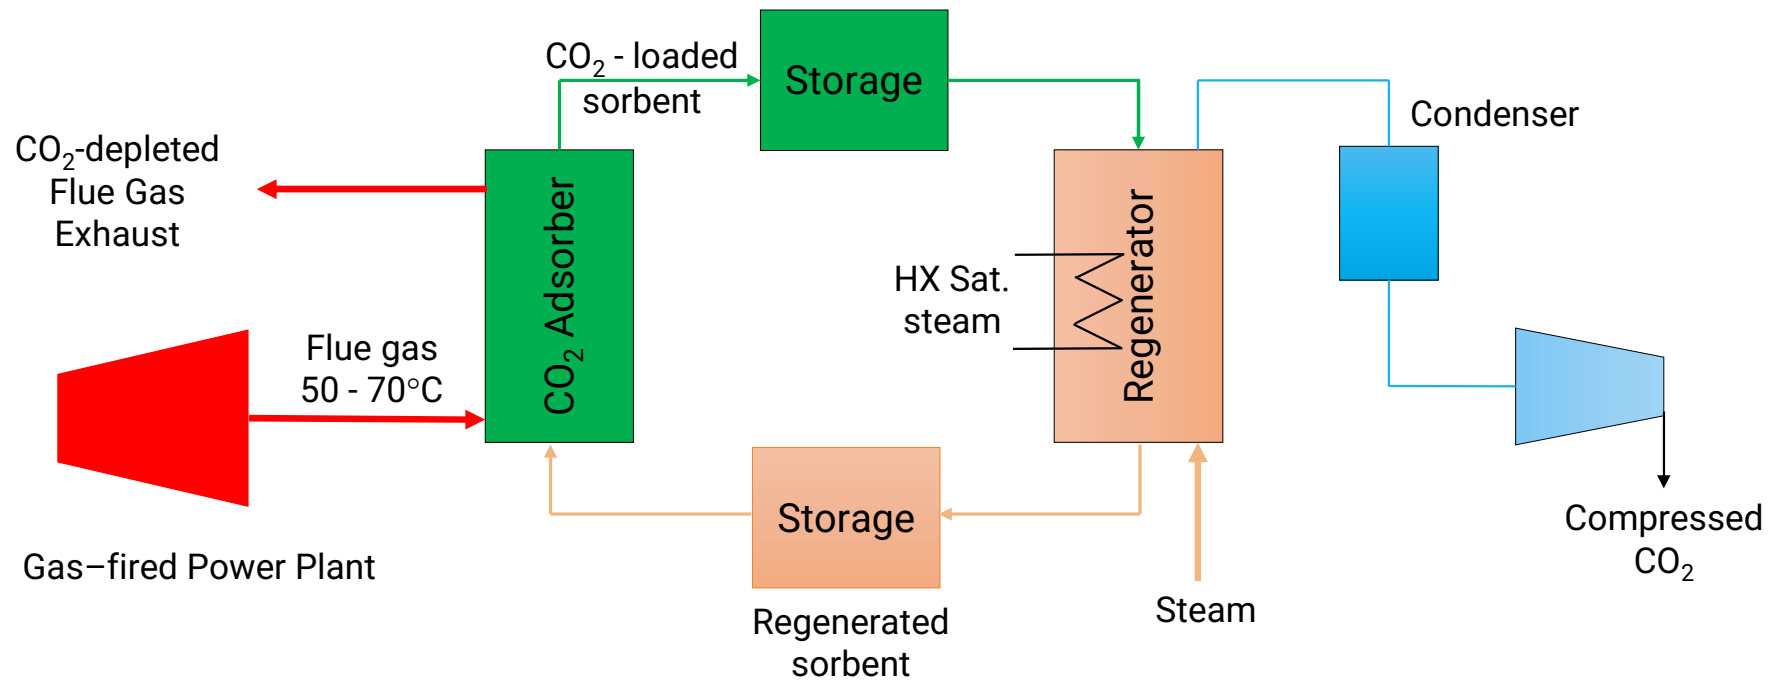 CO₂ - loaded
sorbent
Storage
Condenser
CO₂-depleted
Flue Gas
Exhaust
CO₂ Adsorber
Regenerator
HX Sat.
steam
Flue gas
50 - 70°C
Storage
Gas–fired Power Plant
Regenerated
sorbent
Steam
Compressed
CO₂